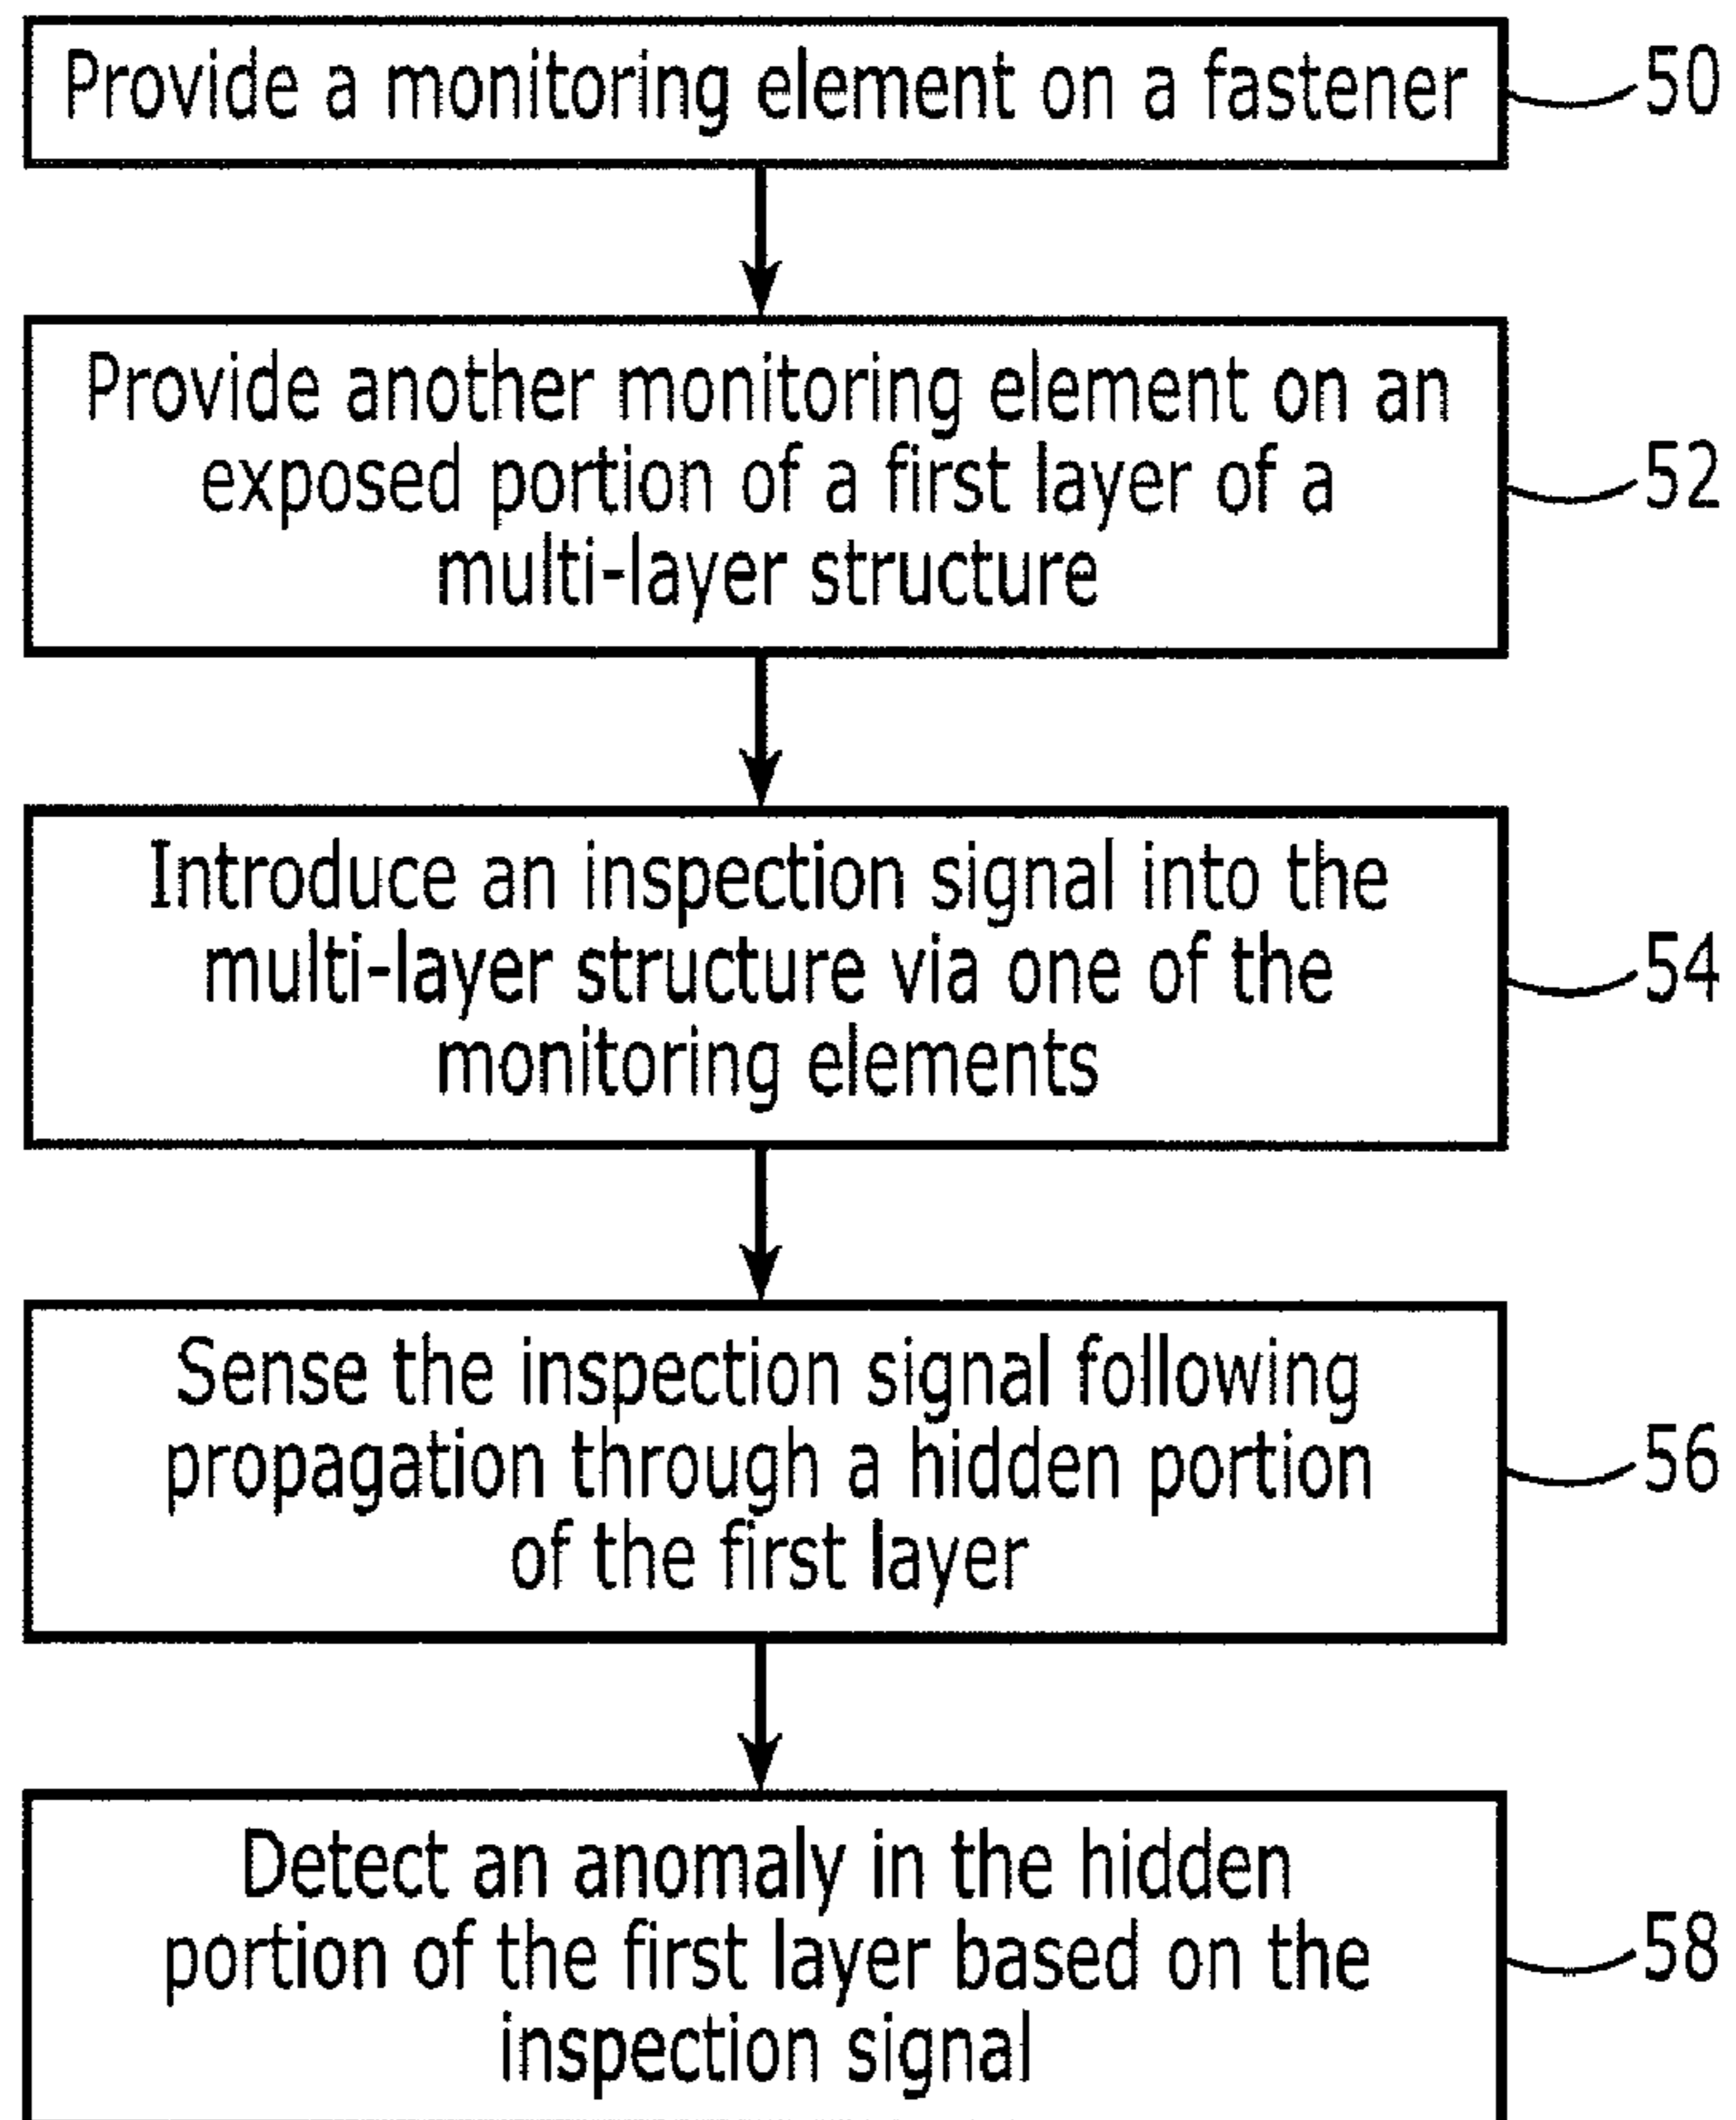 Provide a monitoring element on a fastener
50
Provide another monitoring element on an
exposed portion of a first layer of a
multi-layer structure
52
Introduce an inspection signal into the
multi-layer structure via one of the
monitoring elements
54
Sense the inspection signal following
propagation through a hidden portion
of the first layer
56
Detect an anomaly in the hidden
portion of the first layer based on the
inspection signal
58